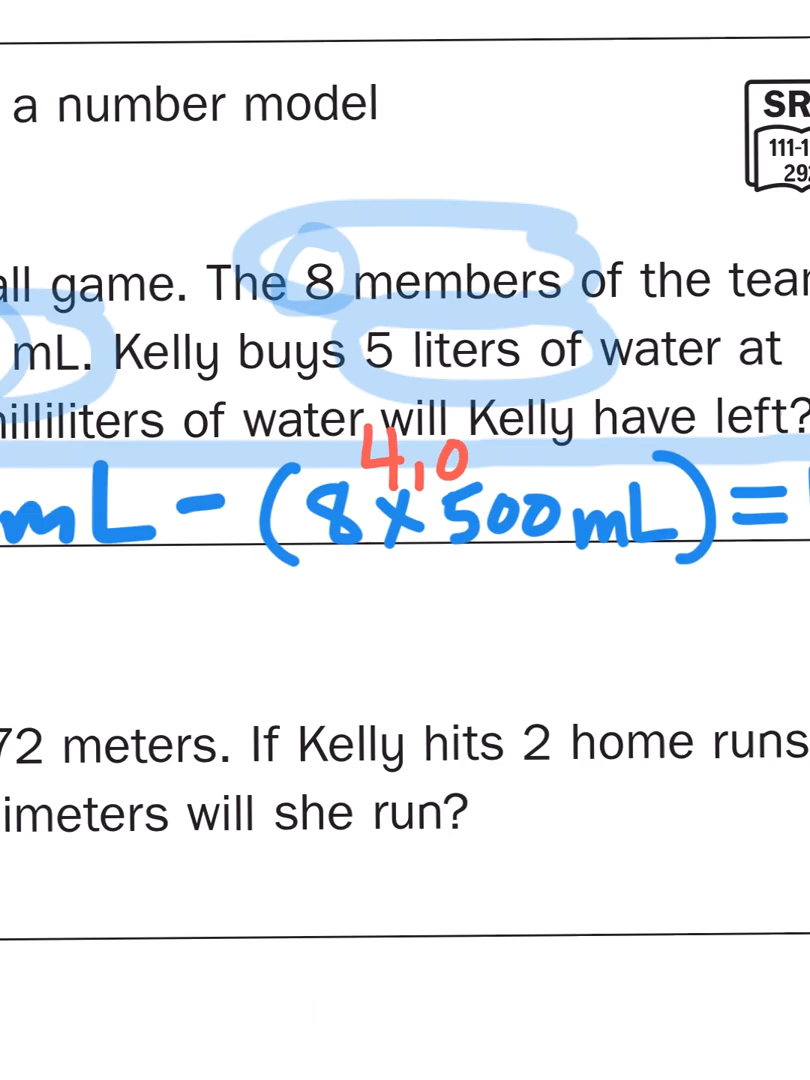 a number model
SR
111-1
292
all game. The 8 members of the tear
mL. Kelly buys 5 liters of water at
illiliters of water will Kelly have left?
4,0
mL - (8 x 500 mL) =
72 meters. If Kelly hits 2 home runs
imeters will she run?